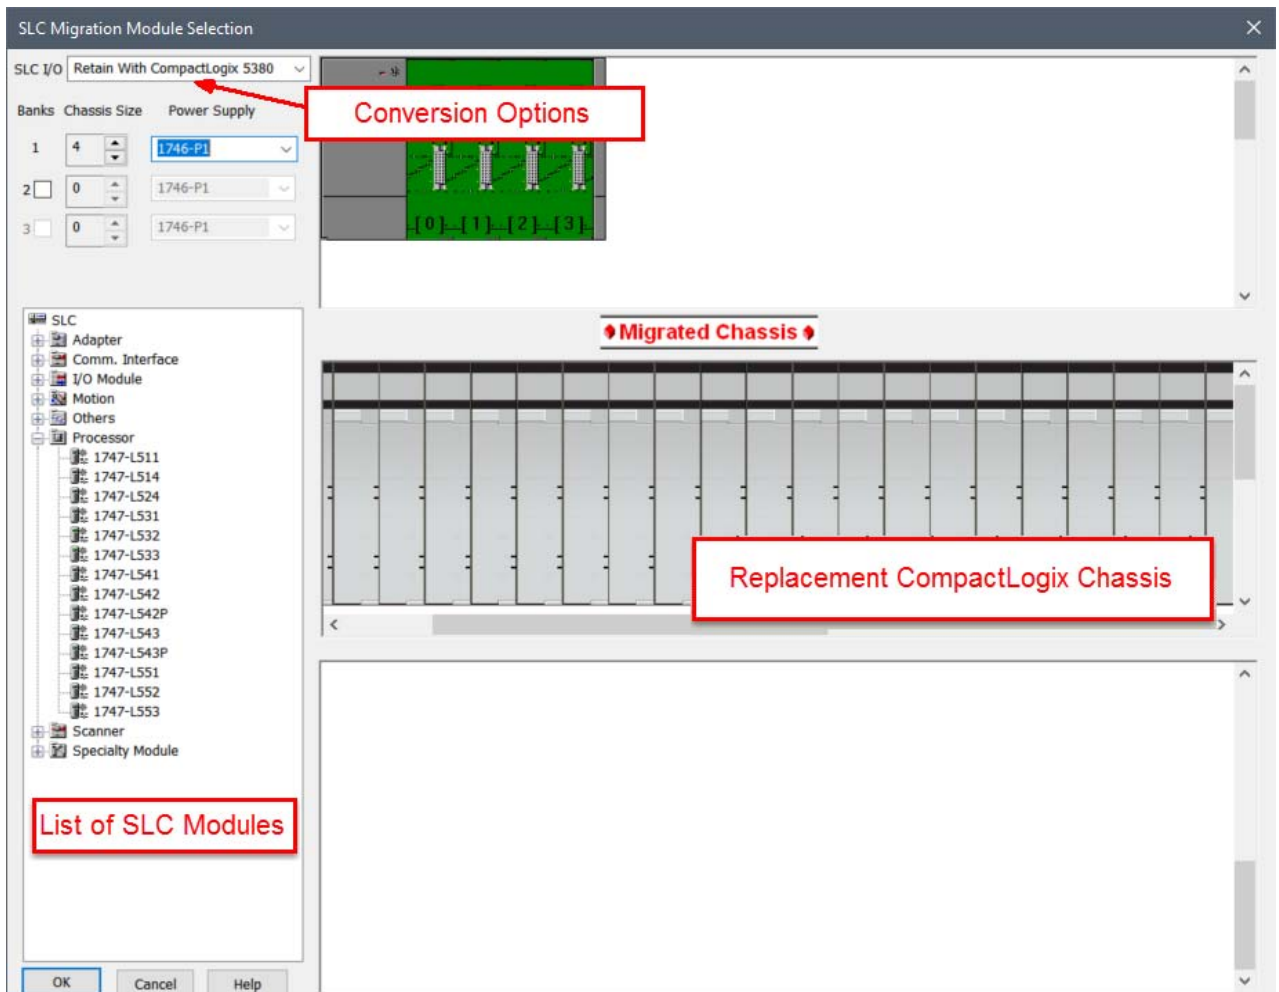 SLC Migration Module Selection
SLC I/O Retain With CompactLogix 5380
Conversion Options
Banks Chassis Size Power Supply
1 4 1746-P1
2 0 1746-P1
3 0 1746-P1
[0] [1] [2] [3]
Migrated Chassis
SLC
Adapter
Comm. Interface
I/O Module
Motion
Others
Processor
1747-L511
1747-L514
1747-L524
1747-L531
1747-L532
1747-L533
1747-L541
1747-L542
1747-L542P
1747-L543
1747-L543P
1747-L551
1747-L552
1747-L553
Scanner
Specialty Module
Replacement CompactLogix Chassis
List of SLC Modules
OK Cancel Help